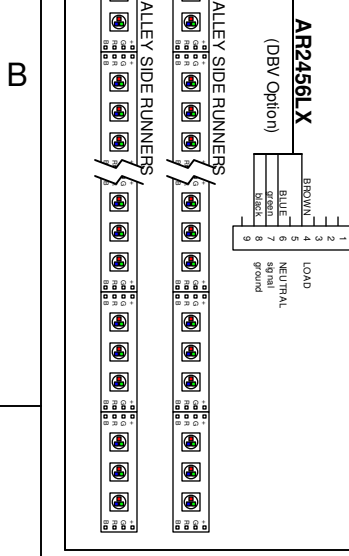 B
AR2456LX
(DBV Option)
BROWN
BLUE
green
black
1
2
3
4 LOAD
5
6 NEUTRAL
7 signal
8 ground
9
ALLEY SIDE RUNNERS
ALLEY SIDE RUNNERS
+ +
G G
R R
B B
+ +
G G
R R
B B
+ +
G G
R R
B B
+
G
R
B
+ +
G G
R R
B B
+ +
G G
R R
B B
+ +
G G
R R
B B
+
G
R
B